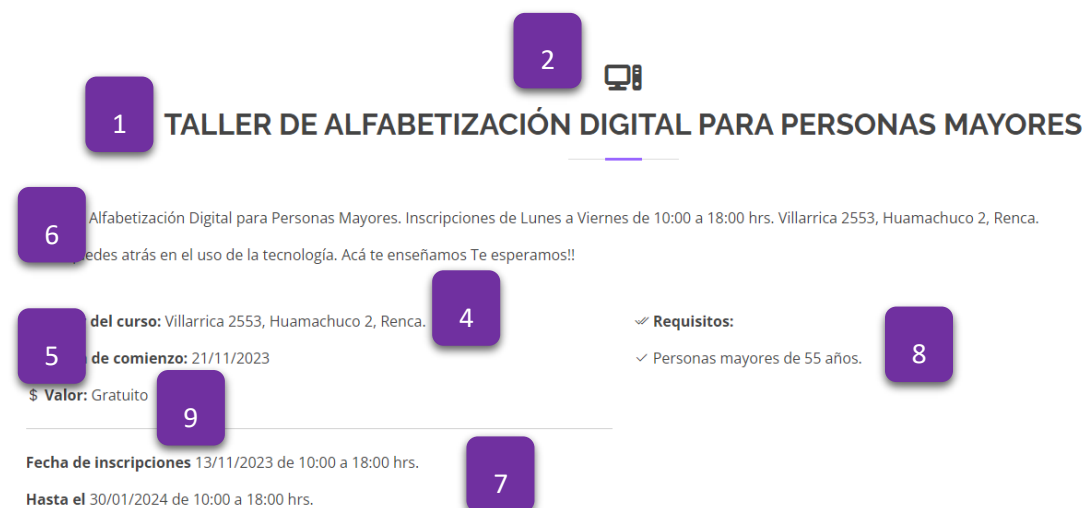 2
1
TALLER DE ALFABETIZACIÓN DIGITAL PARA PERSONAS MAYORES
6
Alfabetización Digital para Personas Mayores. Inscripciones de Lunes a Viernes de 10:00 a 18:00 hrs. Villarrica 2553, Huamachuco 2, Renca.
atrás en el uso de la tecnología. Acá te enseñamos Te esperamos!!
4
del curso: Villarrica 2553, Huamachuco 2, Renca.
Requisitos:
5
de comienzo: 21/11/2023
Personas mayores de 55 años.
8
$ Valor: Gratuito
9
Fecha de inscripciones 13/11/2023 de 10:00 a 18:00 hrs.
7
Hasta el 30/01/2024 de 10:00 a 18:00 hrs.